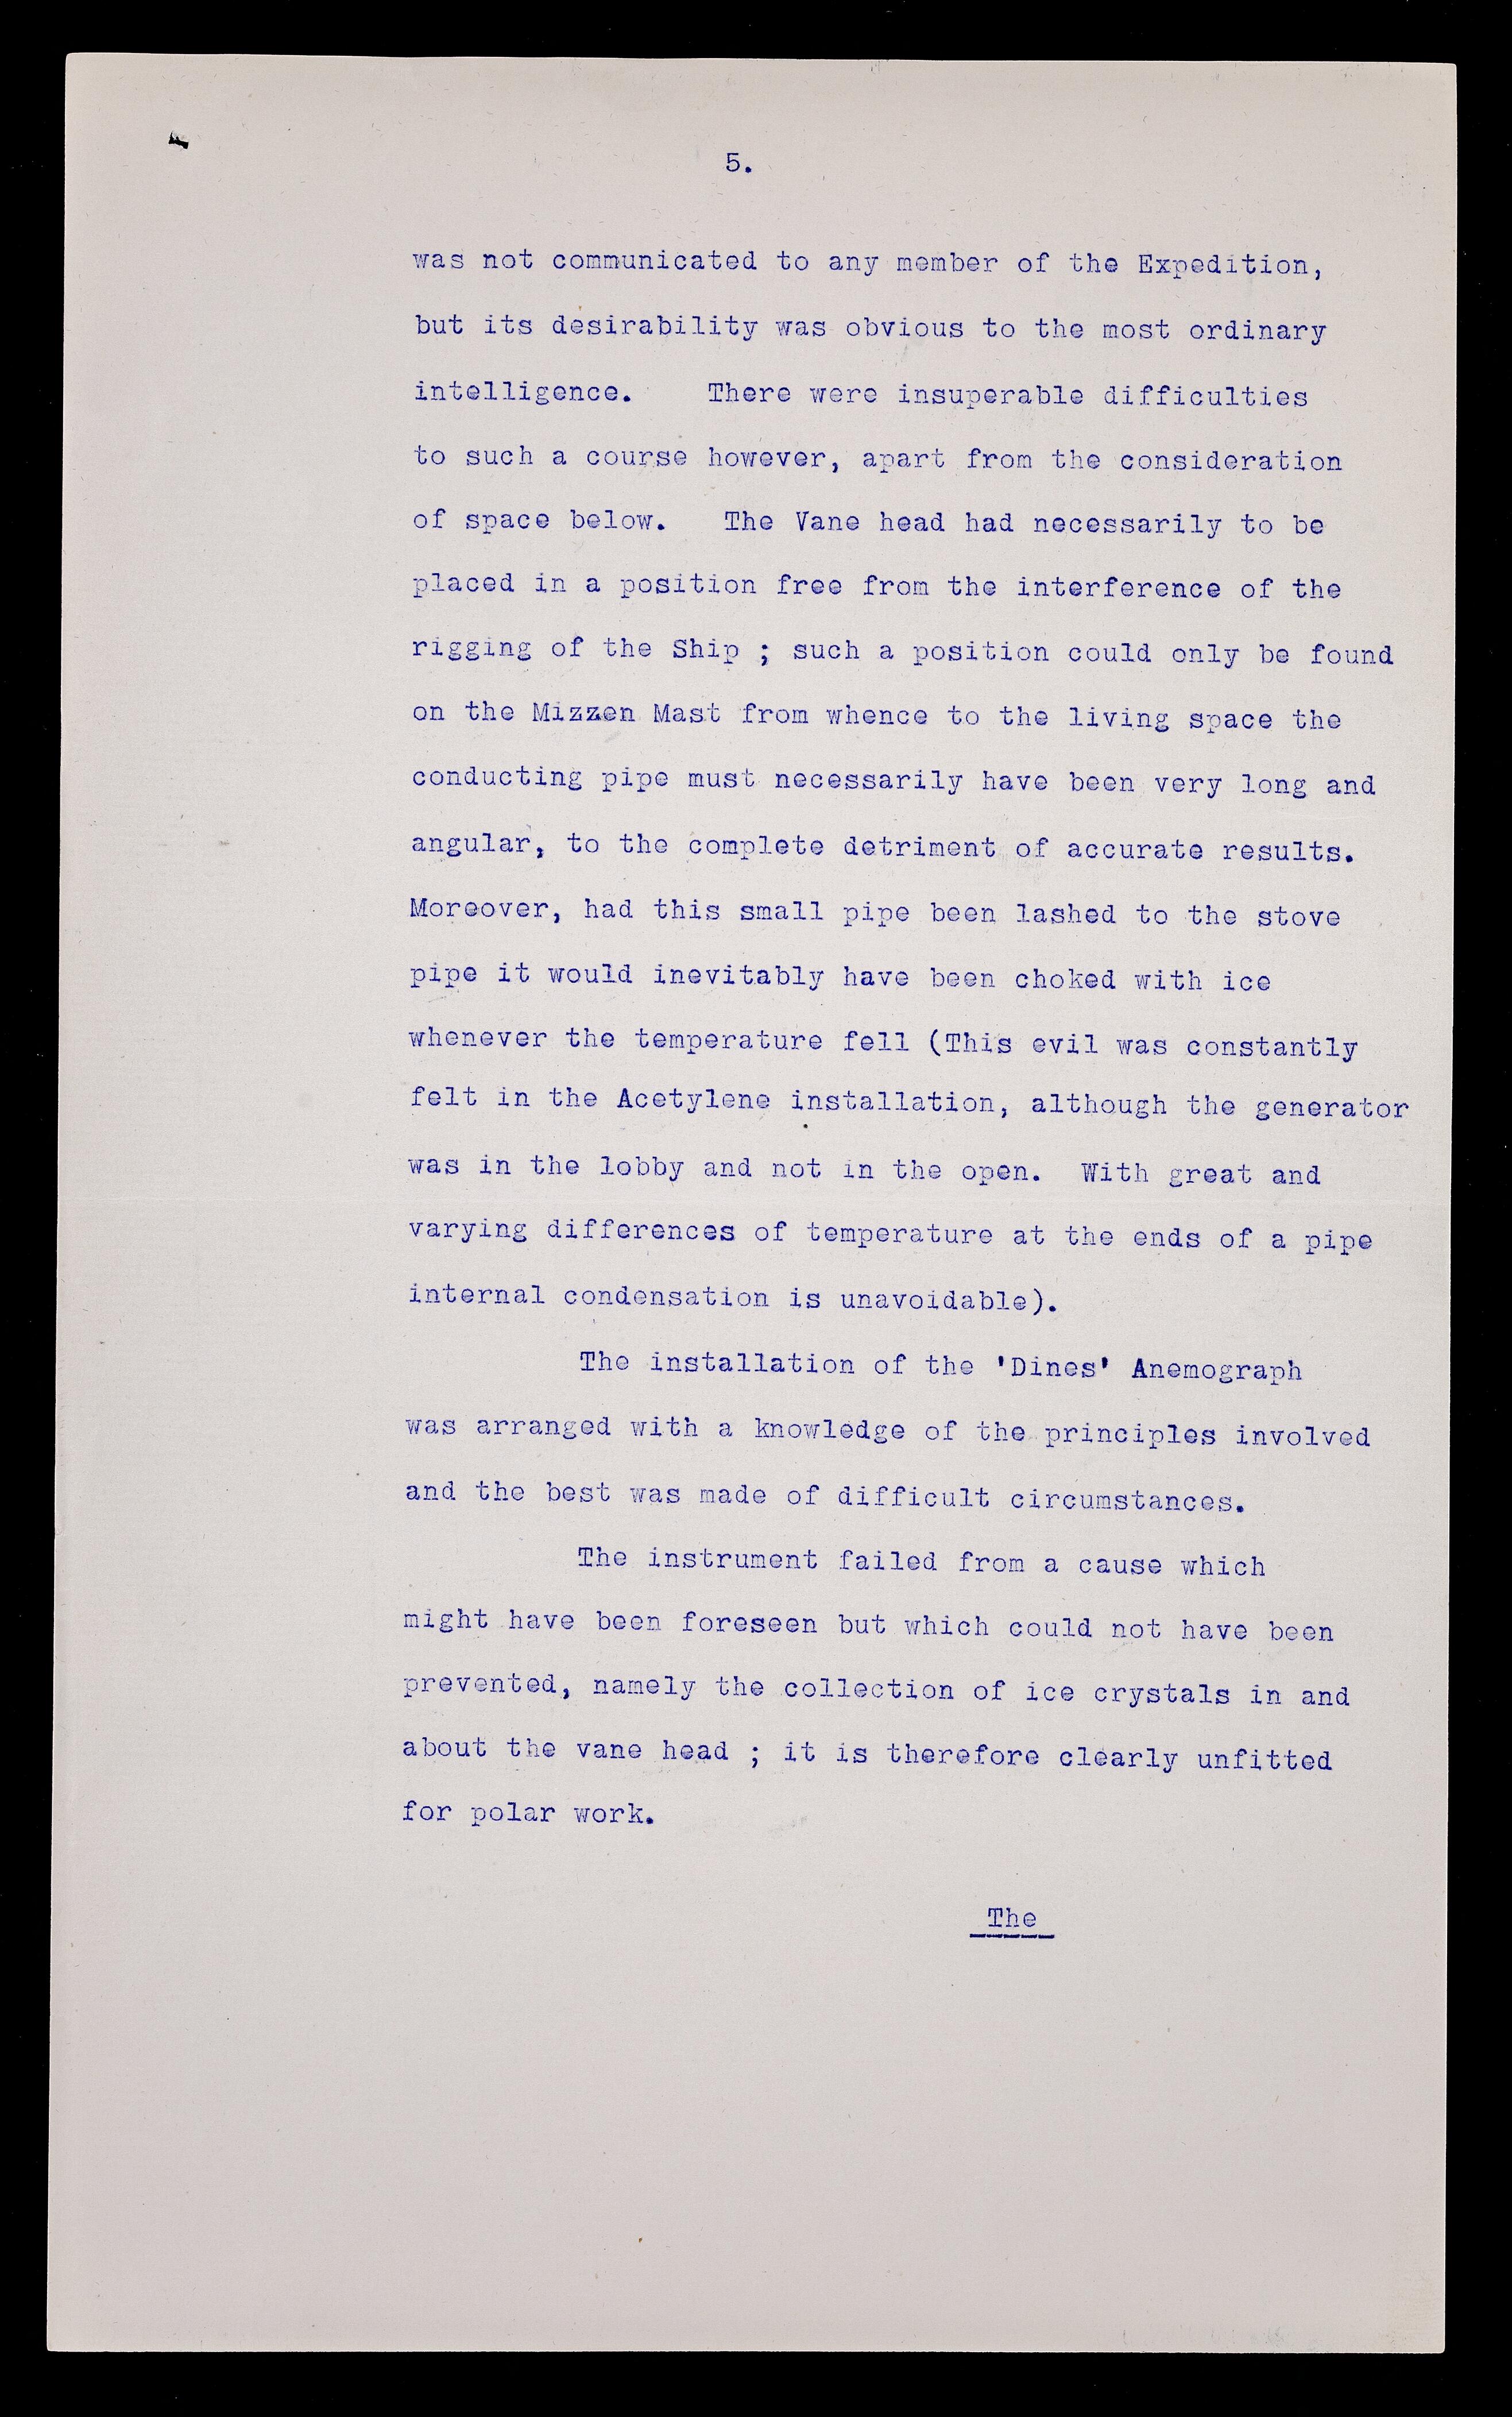 5.
was not communicated to any member of the Expedition,
but its desirability was obvious to the most ordinary
intelligence. There were insuperable difficulties
to such a course however, apart from the consideration
of space below. The Vane head had necessarily to be
placed in a position free from the interference of the
rigging of the Ship ; such a position could only be found
on the Mizzen Mast from whence to the living space the
conducting pipe must necessarily have been very long and
angular, to the complete detriment of accurate results.
Moreover, had this small pipe been lashed to the stove
pipe it would inevitably have been choked with ice
whenever the temperature fell (This evil was constantly
felt in the Acetylene installation, although the generator
was in the lobby and not in the open. With great and
varying differences of temperature at the ends of a pipe
internal condensation is unavoidable).
The installation of the 'Dines' Anemograph
was arranged with a knowledge of the principles involved
and the best was made of difficult circumstances.
The instrument failed from a cause which
might have been foreseen but which could not have been
prevented, namely the collection of ice crystals in and
about the vane head ; it is therefore clearly unfitted
for polar work.
The